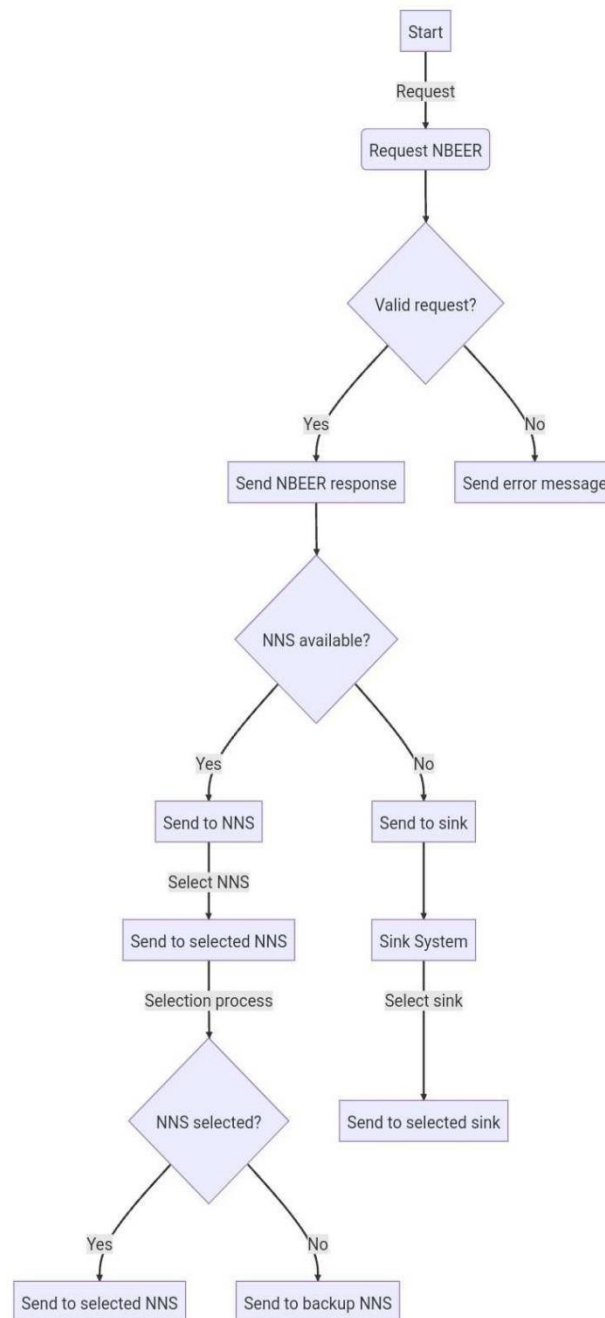 Start
Request
Request NBEER
Valid request?
Yes
No
Send NBEER response
Send error message
NNS available?
Yes
No
Send to NNS
Send to sink
Select NNS
Send to selected NNS
Sink System
Selection process
Select sink
NNS selected?
Send to selected sink
Yes
No
Send to selected NNS
Send to backup NNS